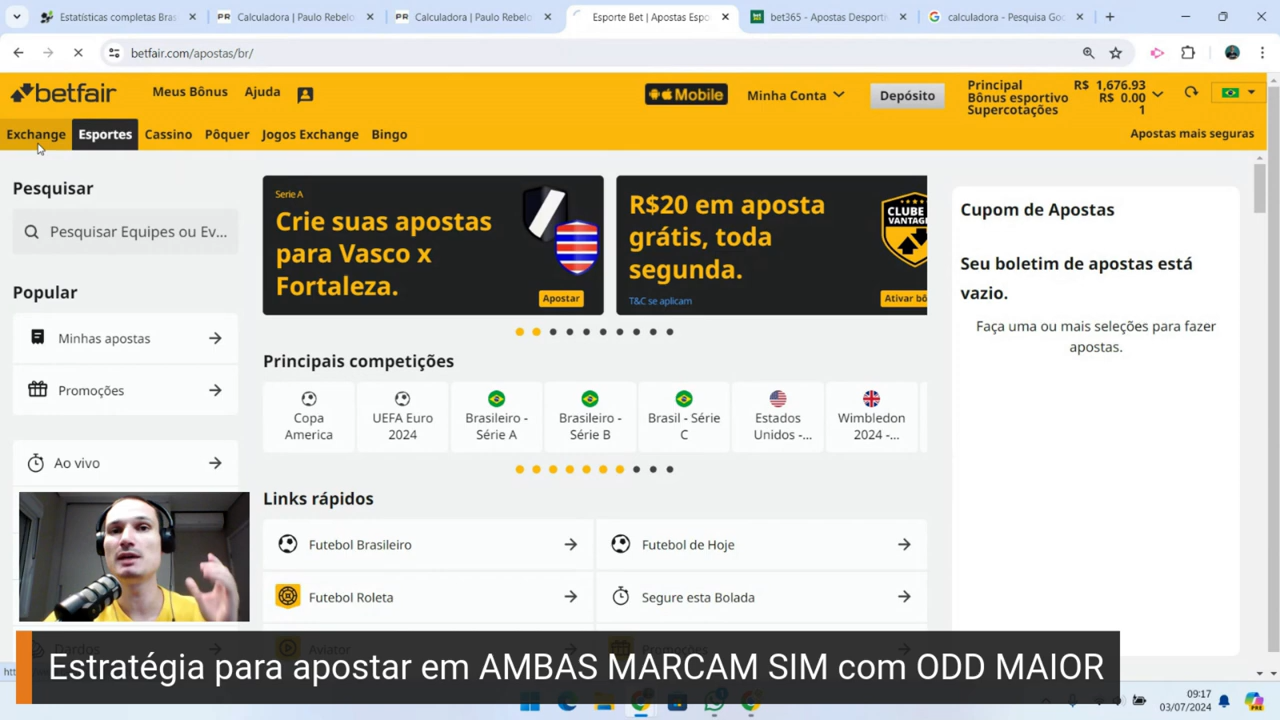 Estatísticas completas Bras
Calculadora | Paulo Rebelo
Calculadora | Paulo Rebelo
Esporte Bet | Apostas Espo
bet365 - Apostas Desporti
calculadora - Pesquisa Goo
betfair.com/apostas/br/
betfair
Meus Bônus
Ajuda
Mobile
Minha Conta
Depósito
Principal R$ 1,676.93
Bônus esportivo R$ 0.00
Supercotações 1
Exchange
Esportes
Cassino
Pôquer
Jogos Exchange
Bingo
Apostas mais seguras
Pesquisar
Pesquisar Equipes ou Ev...
Popular
Minhas apostas
Promoções
Ao vivo
Serie A
Crie suas apostas
para Vasco x
Fortaleza.
Apostar
R$20 em aposta
grátis, toda
segunda.
T&C se aplicam
CLUBE
VANTAG
Ativar bô
Principais competições
Copa
America
UEFA Euro
2024
Brasileiro -
Série A
Brasileiro -
Série B
Brasil - Série
C
Estados
Unidos -...
Wimbledon
2024 -...
Links rápidos
Futebol Brasileiro
Futebol de Hoje
Futebol Roleta
Segure esta Bolada
Dardos
Aviator
Promoções
Cupom de Apostas
Seu boletim de apostas está
vazio.
Faça uma ou mais seleções para fazer
apostas.
Estratégia para apostar em AMBAS MARCAM SIM com ODD MAIOR
09:17
03/07/2024